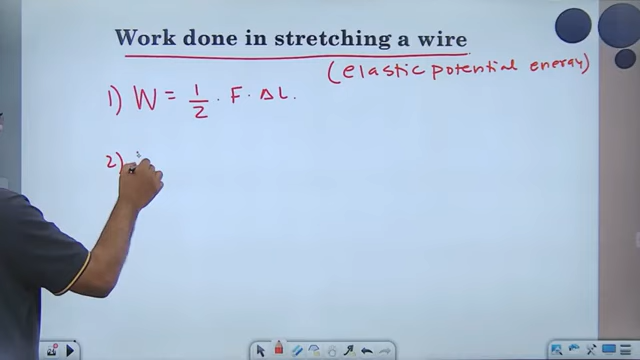 Work done in stretching a wire
(elastic potential energy)
1) W = 1/2 · F · ΔL.
2)